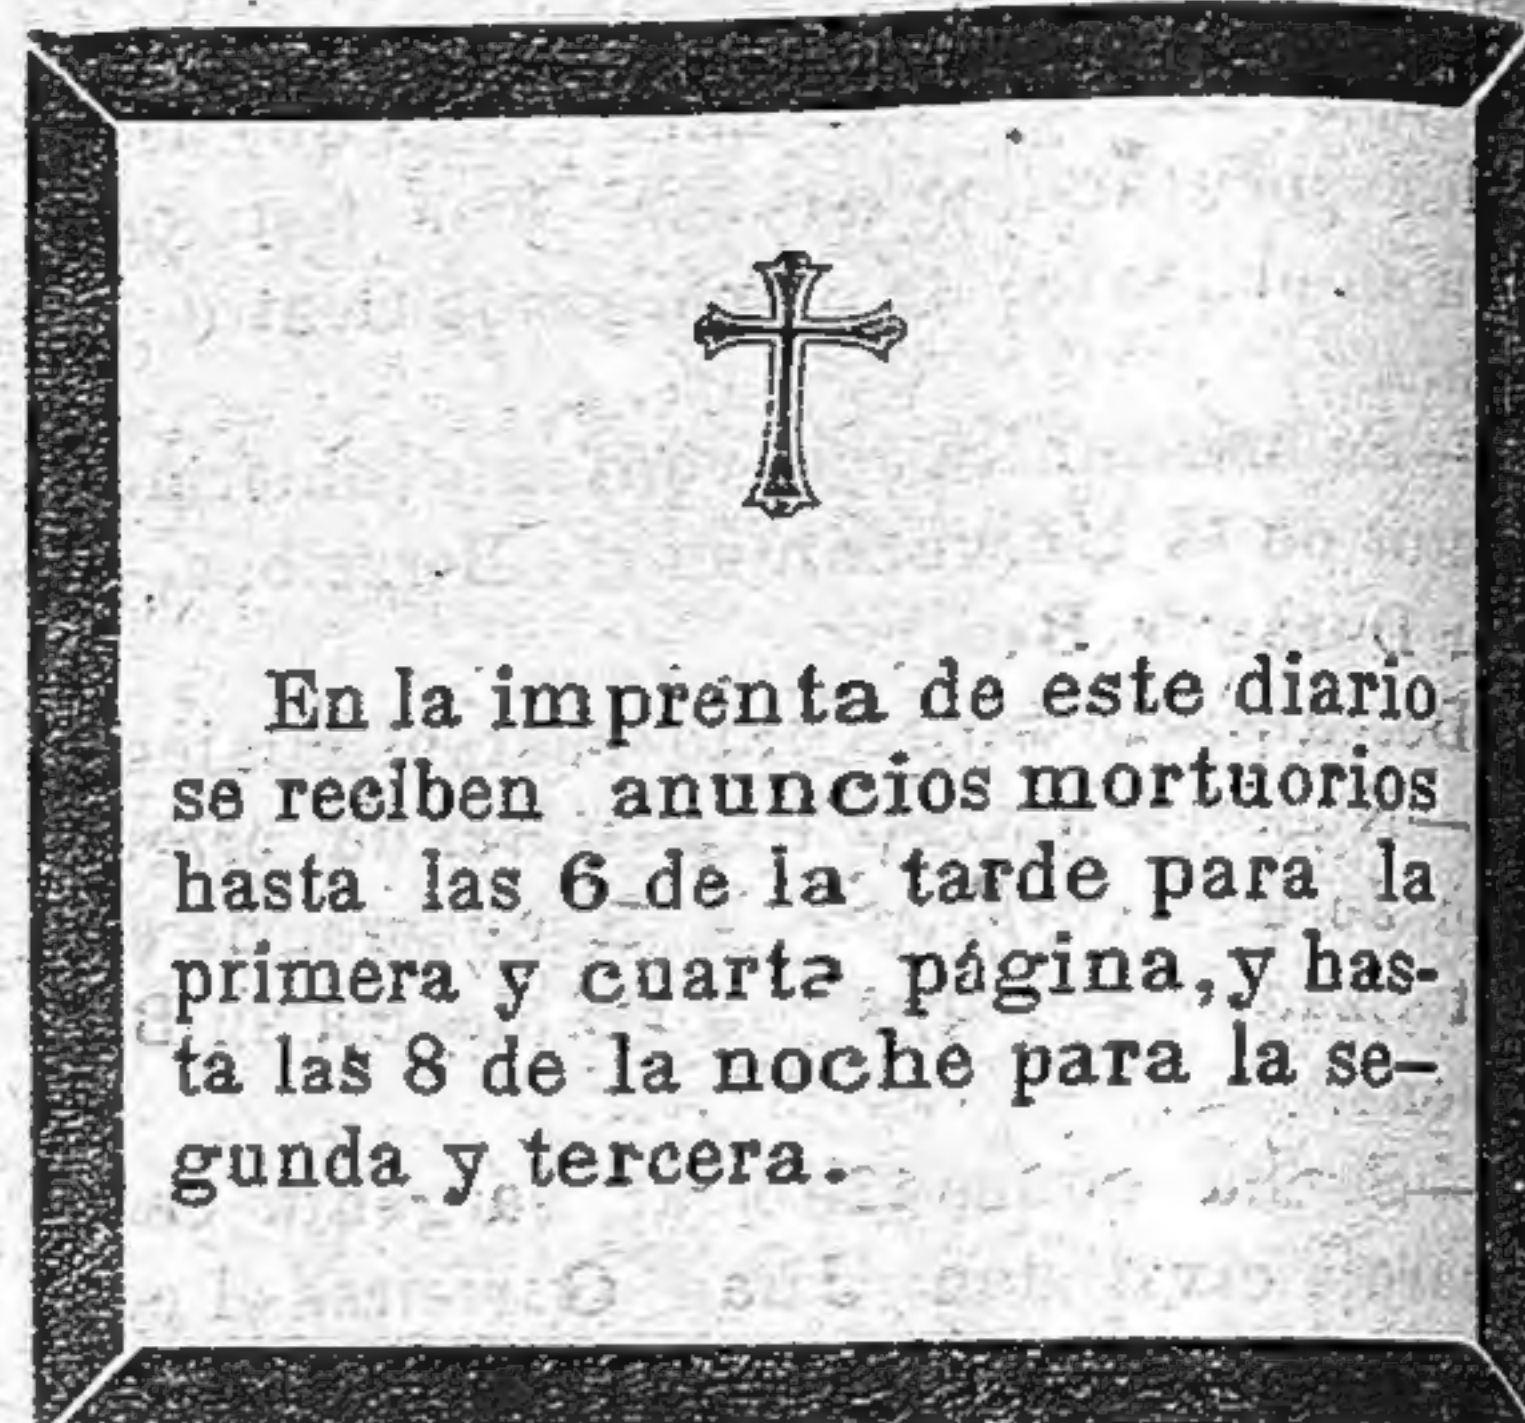 En la imprenta de este diario
se reciben anuncios mortuorios
hasta las 6 de la tarde para la
primera y cuarta página, y has-
ta las 8 de la noche para la se-
gunda y tercera.